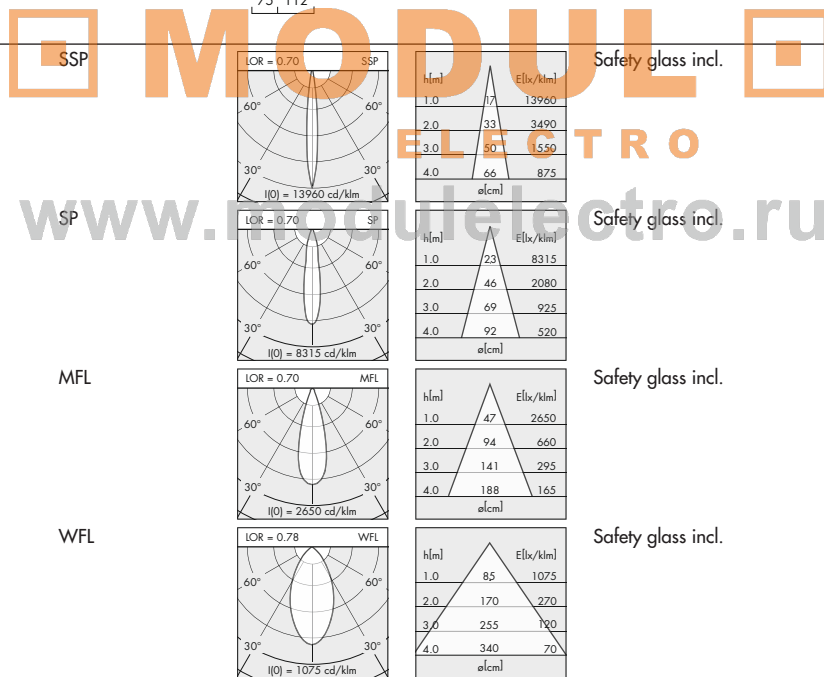 75 112
MODUL
ELECTRO
www.modulelectro.ru
SSP
LOR = 0.70 SSP
60° 60°
30° 30°
I(0) = 13960 cd/klm
h[m] E[lx/klm]
1.0 17 13960
2.0 33 3490
3.0 50 1550
4.0 66 875
ø[cm]
Safety glass incl.
SP
LOR = 0.70 SP
60° 60°
30° 30°
I(0) = 8315 cd/klm
h[m] E[lx/klm]
1.0 23 8315
2.0 46 2080
3.0 69 925
4.0 92 520
ø[cm]
Safety glass incl.
MFL
LOR = 0.70 MFL
60° 60°
30° 30°
I(0) = 2650 cd/klm
h[m] E[lx/klm]
1.0 47 2650
2.0 94 660
3.0 141 295
4.0 188 165
ø[cm]
Safety glass incl.
WFL
LOR = 0.78 WFL
60° 60°
30° 30°
I(0) = 1075 cd/klm
h[m] E[lx/klm]
1.0 85 1075
2.0 170 270
3.0 255 120
4.0 340 70
ø[cm]
Safety glass incl.